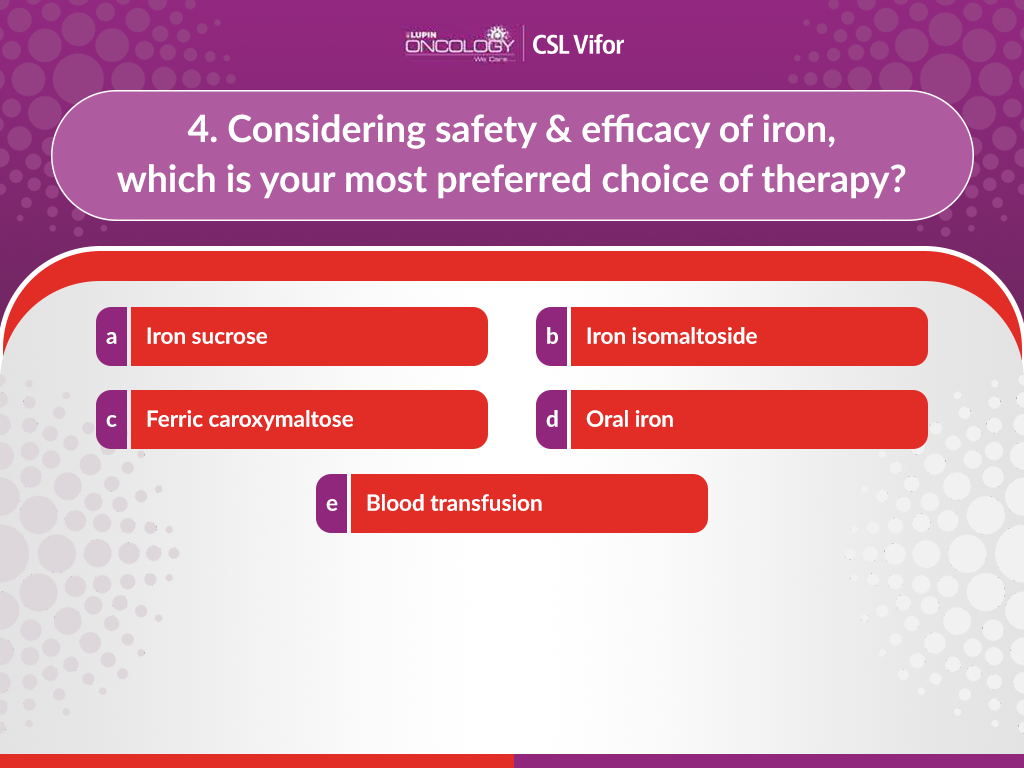 LUPIN
ONCOLOGY
We Care...
CSL Vifor
4. Considering safety & efficacy of iron,
which is your most preferred choice of therapy?
a Iron sucrose
b Iron isomaltoside
c Ferric caroxymaltose
d Oral iron
e Blood transfusion